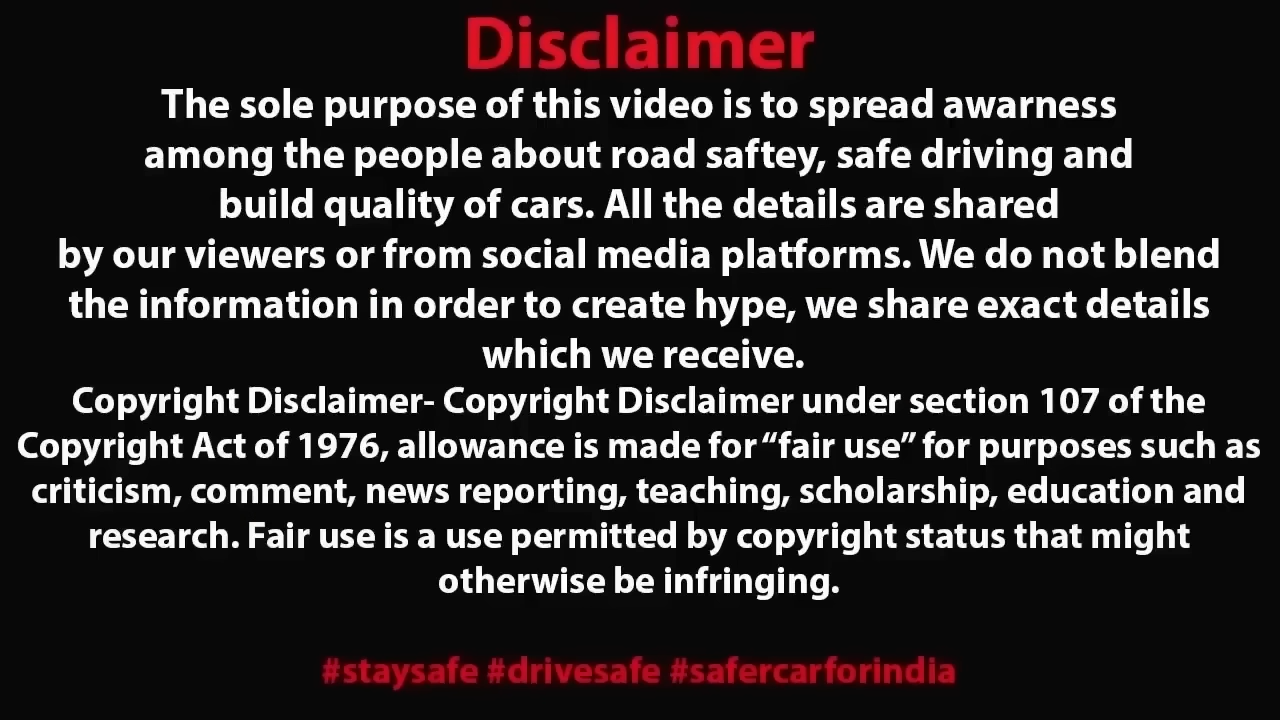 Disclaimer
The sole purpose of this video is to spread awarness
among the people about road saftey, safe driving and
build quality of cars. All the details are shared
by our viewers or from social media platforms. We do not blend
the information in order to create hype, we share exact details
which we receive.
Copyright Disclaimer- Copyright Disclaimer under section 107 of the
Copyright Act of 1976, allowance is made for “fair use” for purposes such as
criticism, comment, news reporting, teaching, scholarship, education and
research. Fair use is a use permitted by copyright status that might
otherwise be infringing.
#staysafe #drivesafe #safercarforindia